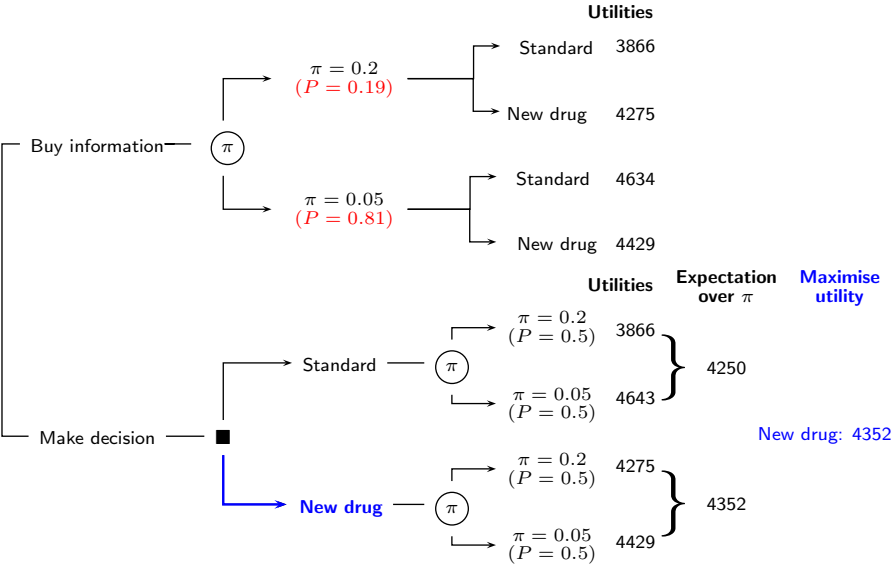 Utilities
Standard 3866
π = 0.2
(P = 0.19)
New drug 4275
Buy information
π
Standard 4634
π = 0.05
(P = 0.81)
New drug 4429
Utilities Expectation over π Maximise utility
π = 0.2
(P = 0.5)
3866
Standard
π
4250
π = 0.05
(P = 0.5)
4643
Make decision
New drug: 4352
π = 0.2
(P = 0.5)
4275
New drug
π
4352
π = 0.05
(P = 0.5)
4429